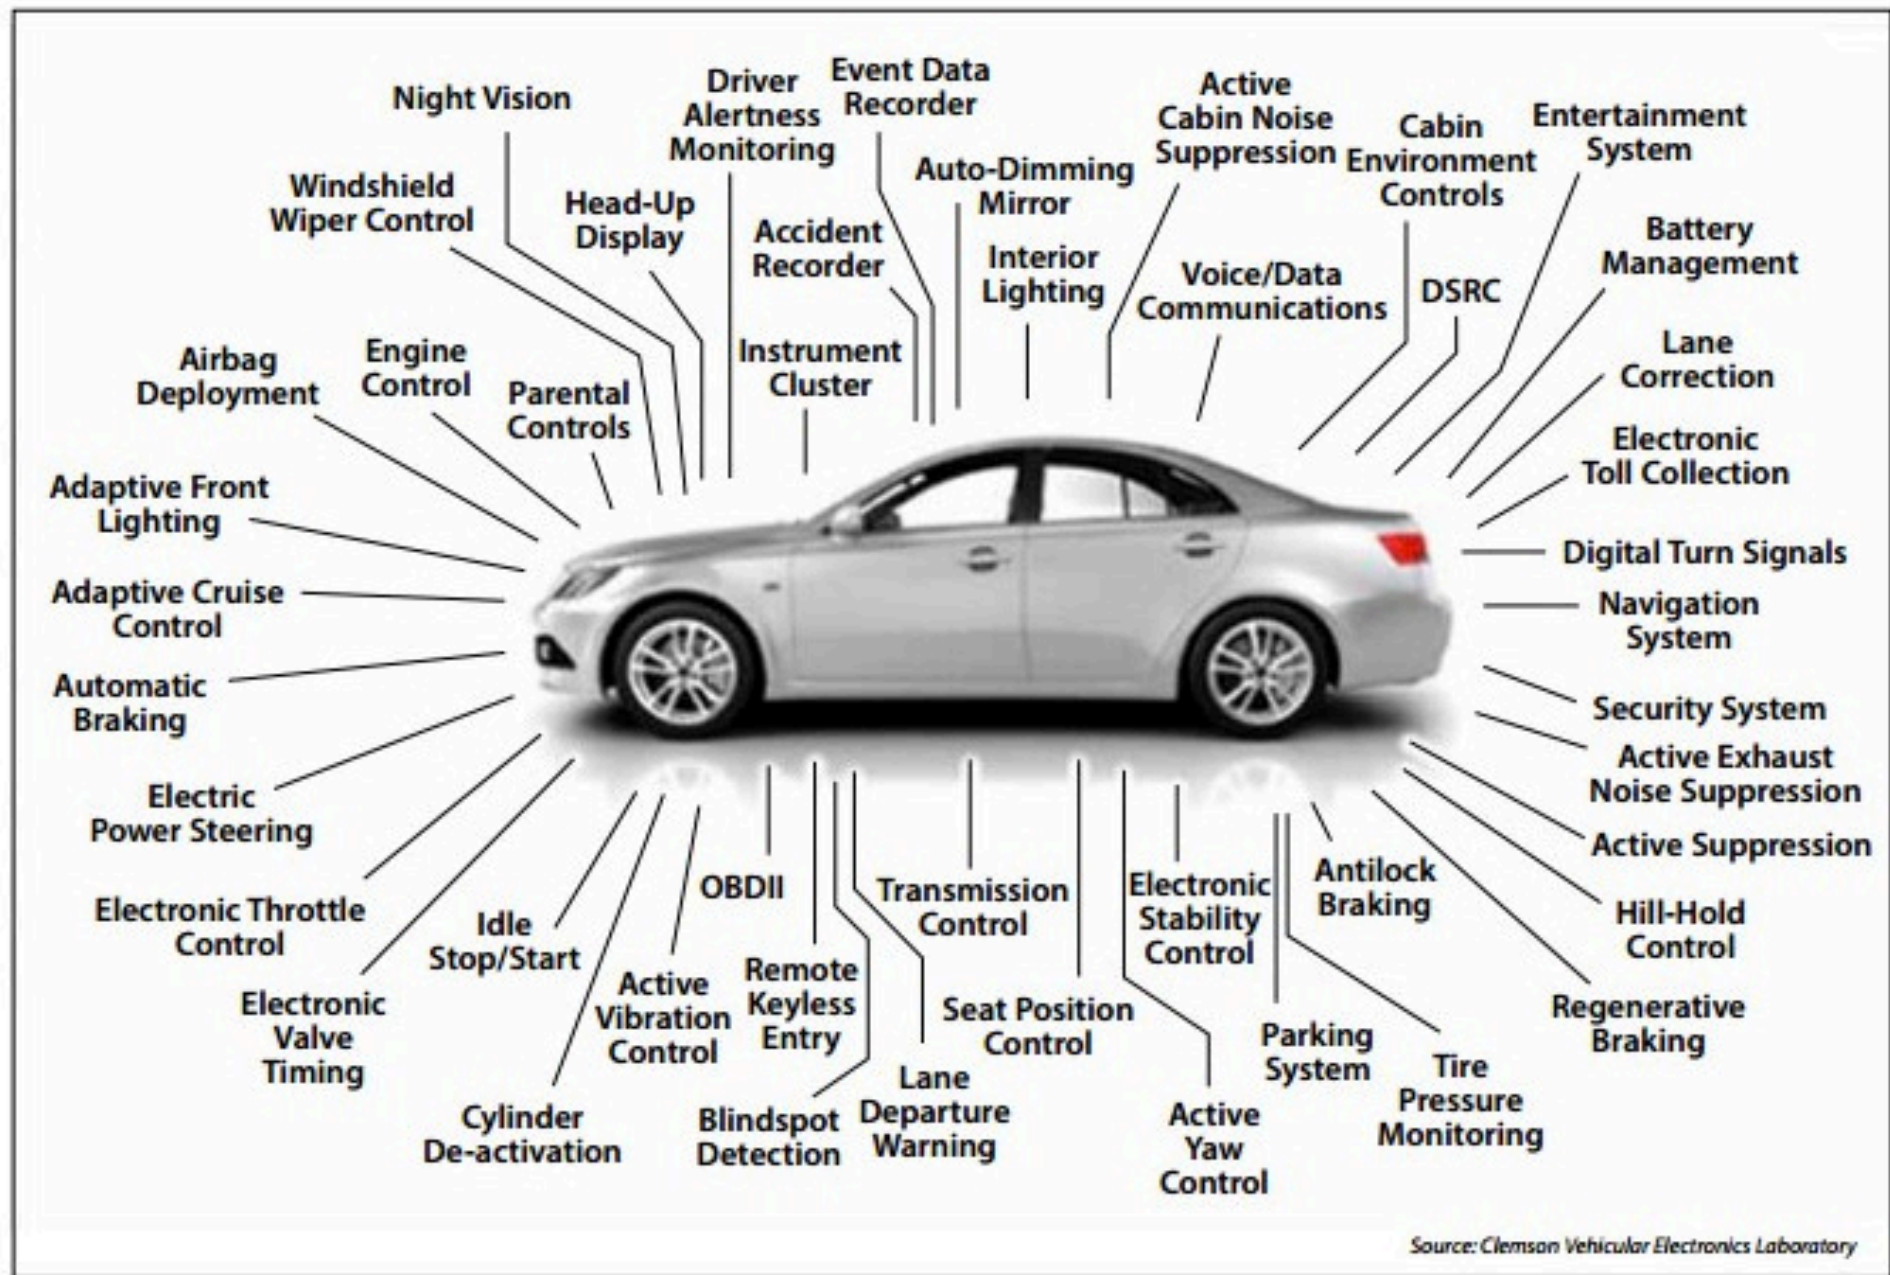 Night Vision
Driver
Alertness
Monitoring
Event Data
Recorder
Active
Cabin Noise
Suppression
Cabin
Environment
Controls
Entertainment
System
Windshield
Wiper Control
Head-Up
Display
Accident
Recorder
Auto-Dimming
Mirror
Interior
Lighting
Voice/Data
Communications
DSRC
Battery
Management
Airbag
Deployment
Engine
Control
Parental
Controls
Instrument
Cluster
Lane
Correction
Electronic
Toll Collection
Adaptive Front
Lighting
Digital Turn Signals
Adaptive Cruise
Control
Navigation
System
Automatic
Braking
Security System
Active Exhaust
Noise Suppression
Electric
Power Steering
Active Suppression
Electronic Throttle
Control
Idle
Stop/Start
OBDII
Transmission
Control
Electronic
Stability
Control
Antilock
Braking
Hill-Hold
Control
Electronic
Valve
Timing
Active
Vibration
Control
Remote
Keyless
Entry
Seat Position
Control
Parking
System
Regenerative
Braking
Cylinder
De-activation
Blindspot
Detection
Lane
Departure
Warning
Active
Yaw
Control
Tire
Pressure
Monitoring
Source: Clemson Vehicular Electronics Laboratory